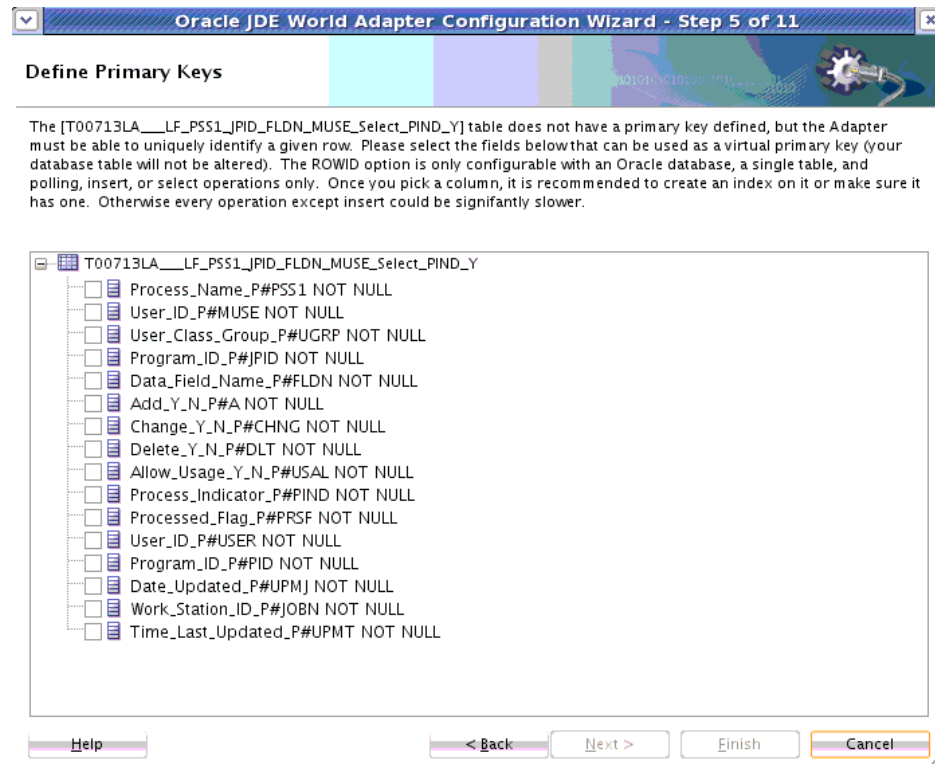 Oracle JDE World Adapter Configuration Wizard - Step 5 of 11
Define Primary Keys
The [T00713LA___LF_PSS1_JPID_FLDN_MUSE_Select_PIND_Y] table does not have a primary key defined, but the Adapter
must be able to uniquely identify a given row. Please select the fields below that can be used as a virtual primary key (your
database table will not be altered). The ROWID option is only configurable with an Oracle database, a single table, and
polling, insert, or select operations only. Once you pick a column, it is recommended to create an index on it or make sure it
has one. Otherwise every operation except insert could be signifantly slower.
T00713LA___LF_PSS1_JPID_FLDN_MUSE_Select_PIND_Y
Process_Name_P#PSS1 NOT NULL
User_ID_P#MUSE NOT NULL
User_Class_Group_P#UGRP NOT NULL
Program_ID_P#JPID NOT NULL
Data_Field_Name_P#FLDN NOT NULL
Add_Y_N_P#A NOT NULL
Change_Y_N_P#CHNG NOT NULL
Delete_Y_N_P#DLT NOT NULL
Allow_Usage_Y_N_P#USAL NOT NULL
Process_Indicator_P#PIND NOT NULL
Processed_Flag_P#PRSF NOT NULL
User_ID_P#USER NOT NULL
Program_ID_P#PID NOT NULL
Date_Updated_P#UPMJ NOT NULL
Work_Station_ID_P#JOBN NOT NULL
Time_Last_Updated_P#UPMT NOT NULL
Help < Back Next > Finish Cancel